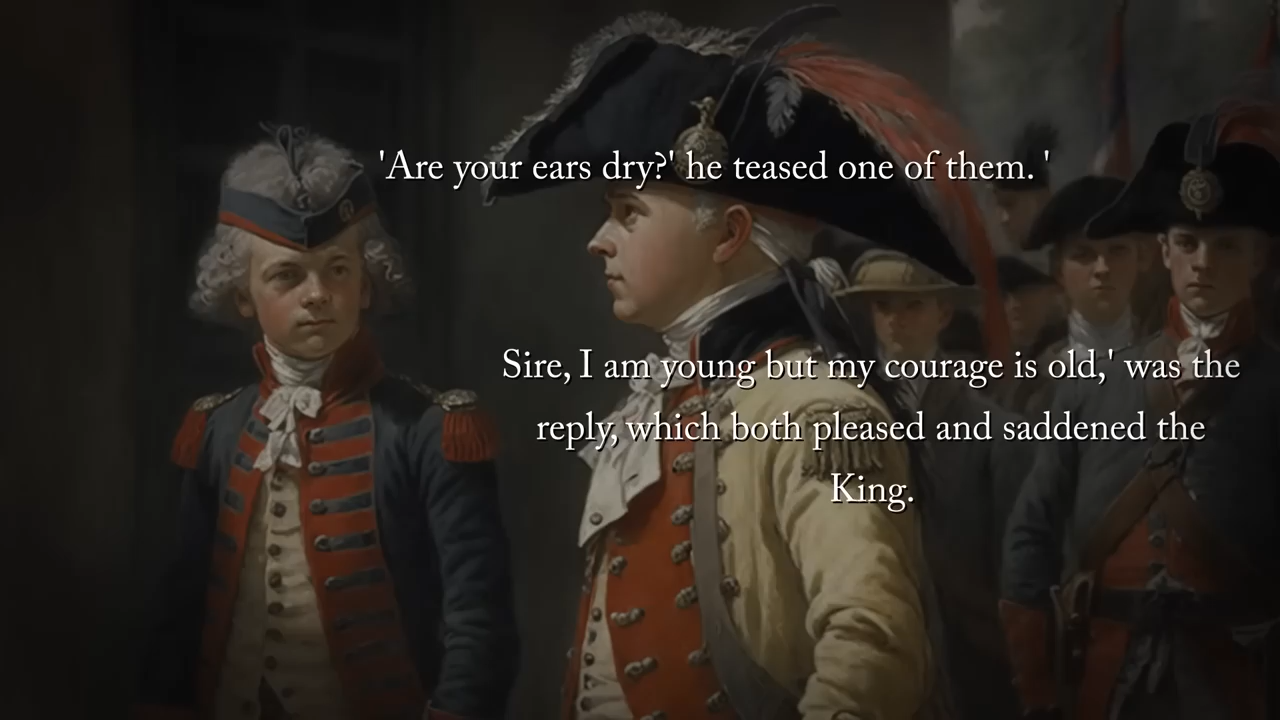 'Are your ears dry?' he teased one of them. '
Sire, I am young but my courage is old,' was the
reply, which both pleased and saddened the
King.